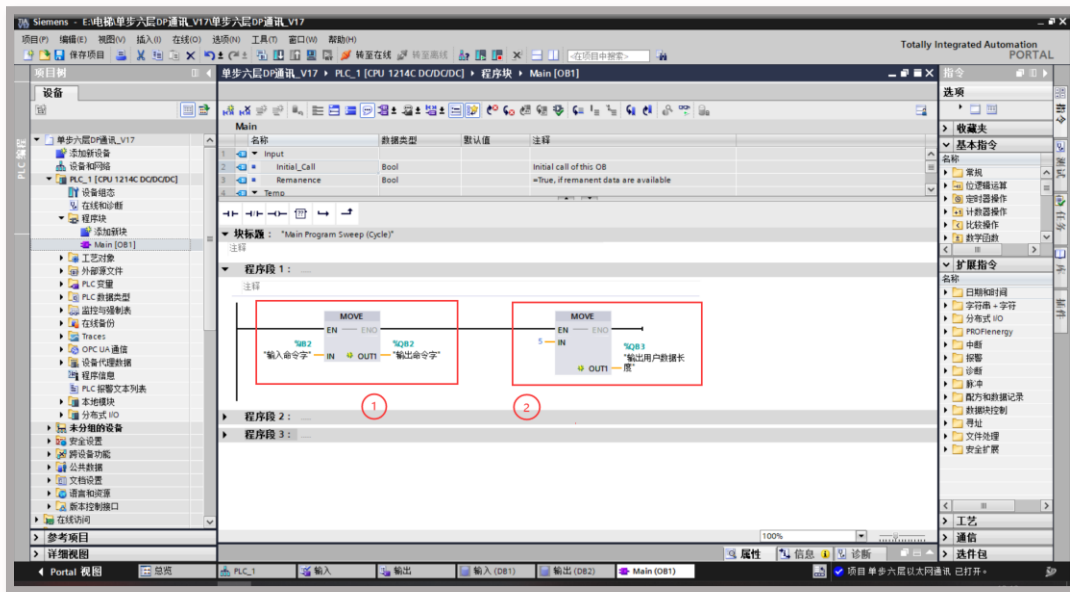 Siemens - E:\电梯\单步六层DP通讯_V17\单步六层DP通讯_V17
项目(P) 编辑(E) 视图(V) 插入(I) 在线(O) 选项(N) 工具(T) 窗口(W) 帮助(H)
Totally Integrated Automation
PORTAL
保存项目 转至在线 转至离线 <在项目中搜索>
项目树
单步六层DP通讯_V17 ▸ PLC_1 [CPU 1214C DC/DC/DC] ▸ 程序块 ▸ Main [OB1]
指令
设备
选项
PLC 编程
单步六层DP通讯_V17
添加新设备
设备和网络
PLC_1 [CPU 1214C DC/DC/DC]
设备组态
在线和诊断
程序块
添加新块
Main [OB1]
工艺对象
外部源文件
PLC 变量
PLC 数据类型
监控与强制表
在线备份
Traces
OPC UA 通信
设备代理数据
程序信息
PLC 报警文本列表
本地模块
分布式 I/O
未分组的设备
安全设置
跨设备功能
公共数据
文档设置
语言和资源
版本控制接口
在线访问
参考项目
详细视图
Main
名称 数据类型 默认值 注释
1 Input
2 Initial_Call Bool Initial call of this OB
3 Remanence Bool =True, if remanent data are available
4 Temp
块标题： "Main Program Sweep (Cycle)"
注释
程序段 1： ....
注释
MOVE
EN ENO
%IB2
"输入命令字" IN
%QB2
OUT1 "输出命令字"
MOVE
EN ENO
5 IN
%QB3
"输出用户数据长
度"
OUT1
1
2
程序段 2： ....
程序段 3： ....
100%
属性 信息 诊断
收藏夹
基本指令
名称
常规
位逻辑运算
定时器操作
计数器操作
比较操作
数学函数
扩展指令
名称
日期和时间
字符串 + 字符
分布式 I/O
PROFIenergy
中断
报警
诊断
脉冲
配方和数据记录
数据块控制
寻址
文件处理
安全扩展
工艺
通信
选件包
Portal 视图 总览 PLC_1 输入 输出 输入 (DB1) 输出 (DB2) Main (OB1)
项目 单步六层以太网通讯 已打开。